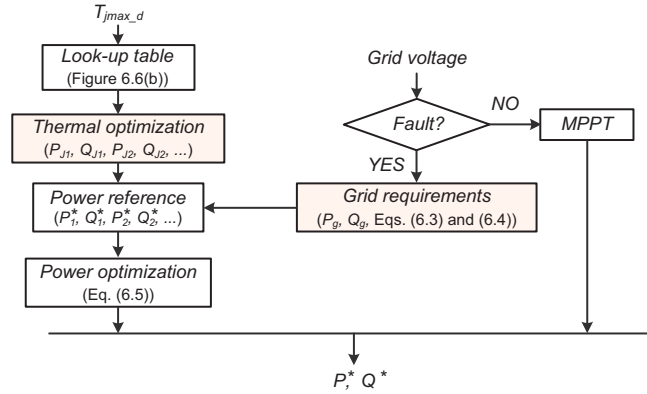 T_jmax_d
Look-up table
(Figure 6.6(b))
Thermal optimization
(P_J1, Q_J1, P_J2, Q_J2, ...)
Power reference
(P*_1, Q*_1, P*_2, Q*_2, ...)
Power optimization
(Eq. (6.5))
Grid voltage
Fault?
NO
MPPT
YES
Grid requirements
(P_g, Q_g, Eqs. (6.3) and (6.4))
P,* Q*